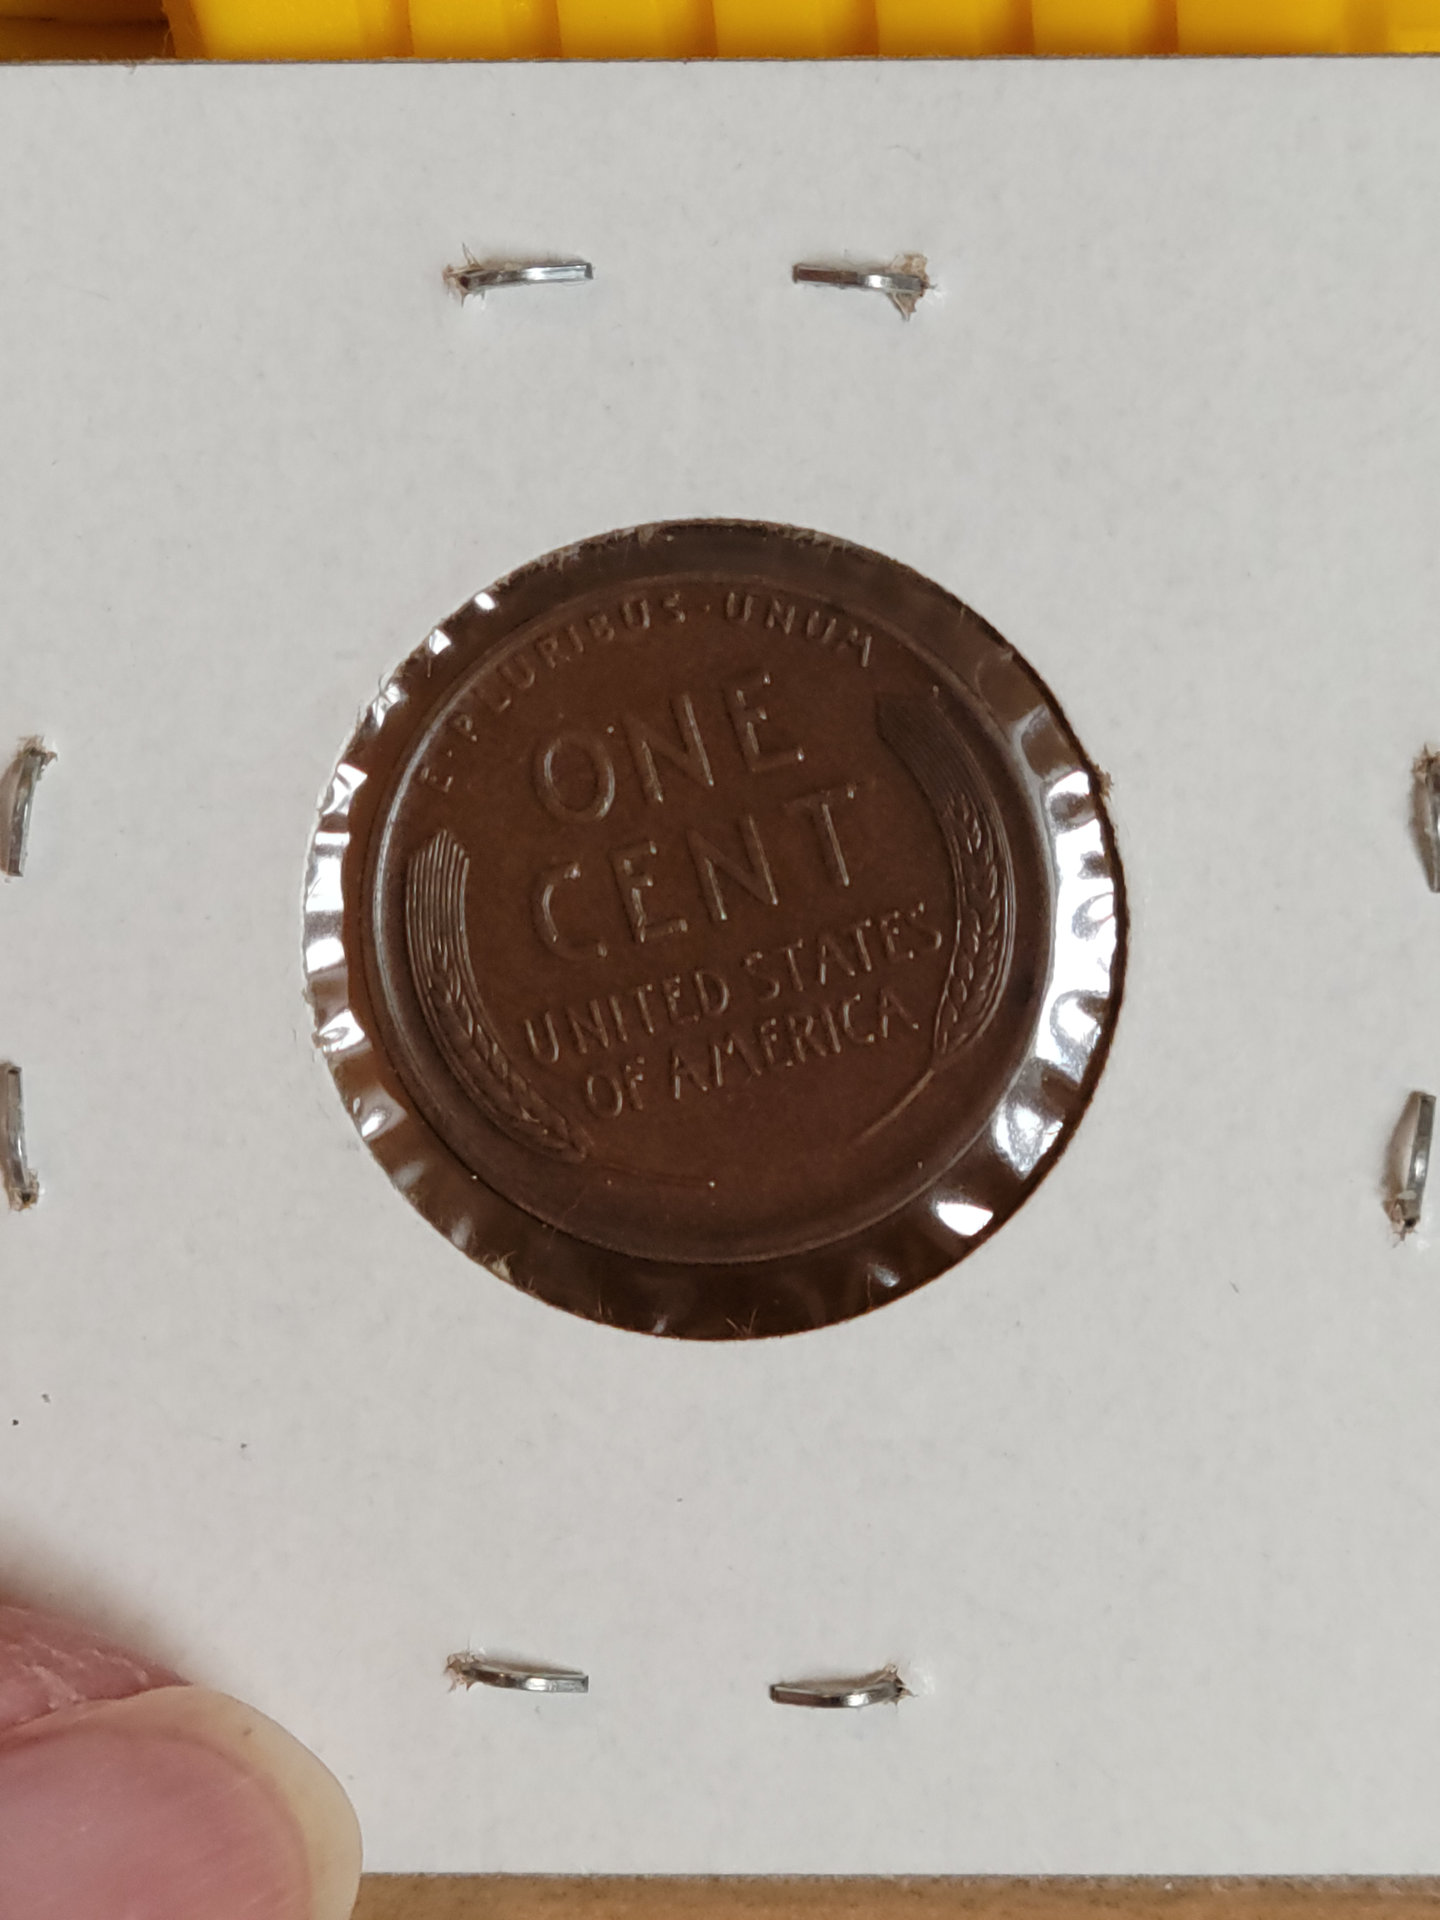 E·PLURIBUS·UNUM
ONE
CENT
UNITED STATES
OF AMERICA